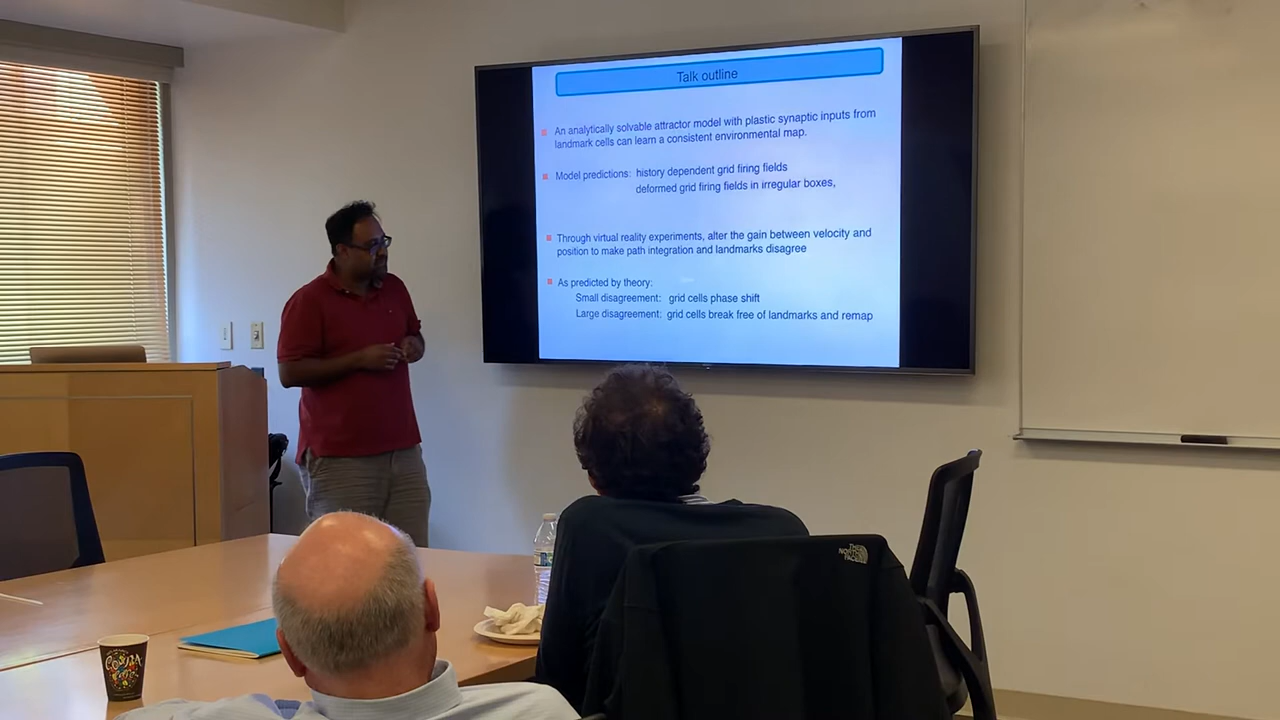 Talk outline
An analytically solvable attractor model with plastic synaptic inputs from
landmark cells can learn a consistent environmental map.
Model predictions: history dependent grid firing fields
deformed grid firing fields in irregular boxes,
Through virtual reality experiments, alter the gain between velocity and
position to make path integration and landmarks disagree
As predicted by theory:
Small disagreement: grid cells phase shift
Large disagreement: grid cells break free of landmarks and remap
THE
NORTH
FACE